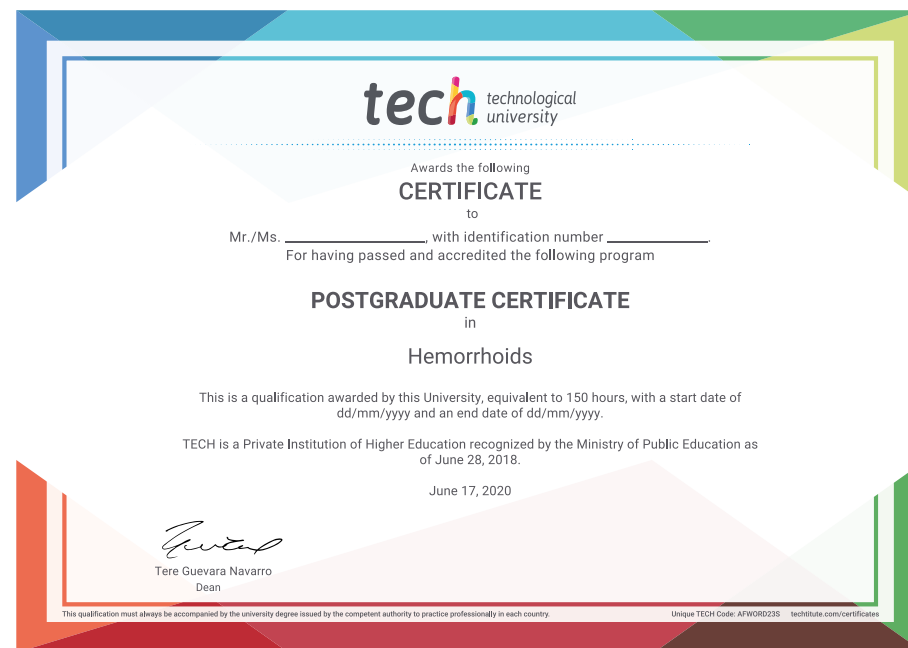 tech technological
university
Awards the following
CERTIFICATE
to
Mr./Ms. ____________________, with identification number ______________.
For having passed and accredited the following program
POSTGRADUATE CERTIFICATE
in
Hemorrhoids
This is a qualification awarded by this University, equivalent to 150 hours, with a start date of
dd/mm/yyyy and an end date of dd/mm/yyyy.
TECH is a Private Institution of Higher Education recognized by the Ministry of Public Education as
of June 28, 2018.
June 17, 2020
Tere Guevara Navarro
Dean
This qualification must always be accompanied by the university degree issued by the competent authority to practice professionally in each country.
Unique TECH Code: AFWORD23S techtitute.com/certificates